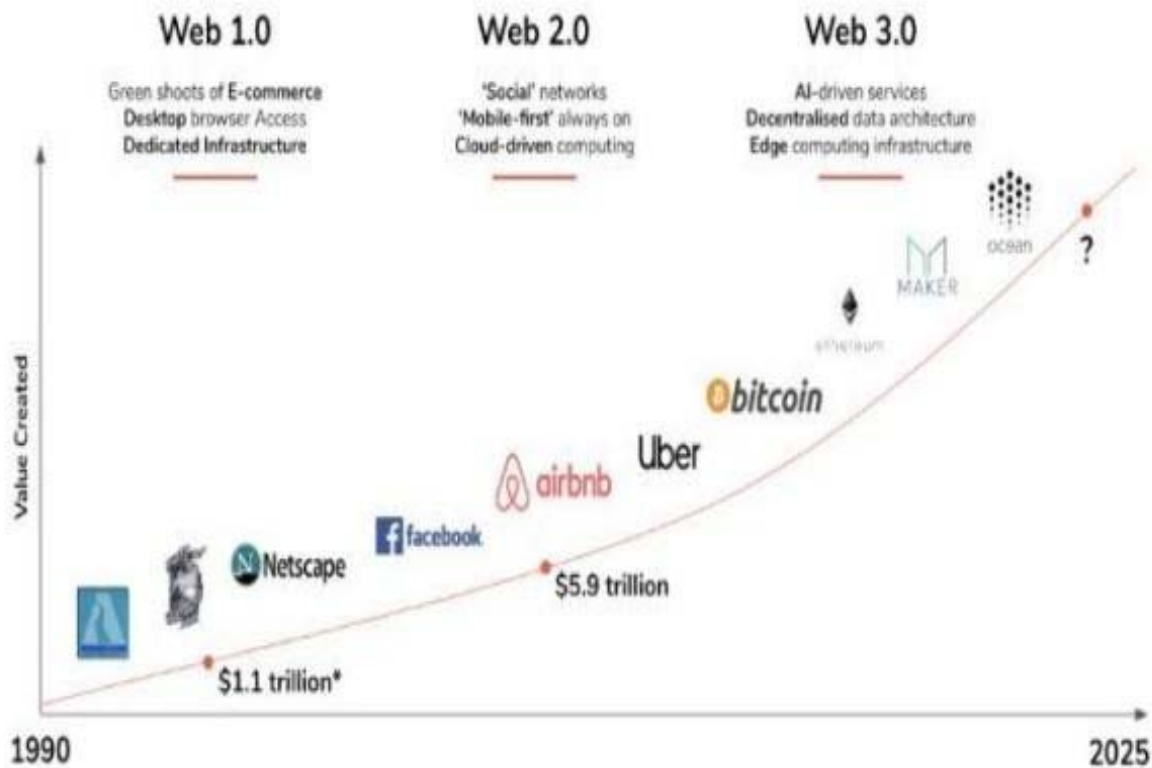 Web 1.0
Green shoots of E-commerce
Desktop browser Access
Dedicated Infrastructure
Web 2.0
'Social' networks
'Mobile-first' always on
Cloud-driven computing
Web 3.0
AI-driven services
Decentralised data architecture
Edge computing infrastructure
Value Created
Netscape
$1.1 trillion*
facebook
airbnb
$5.9 trillion
Uber
bitcoin
ethereum
MAKER
ocean
?
1990
2025